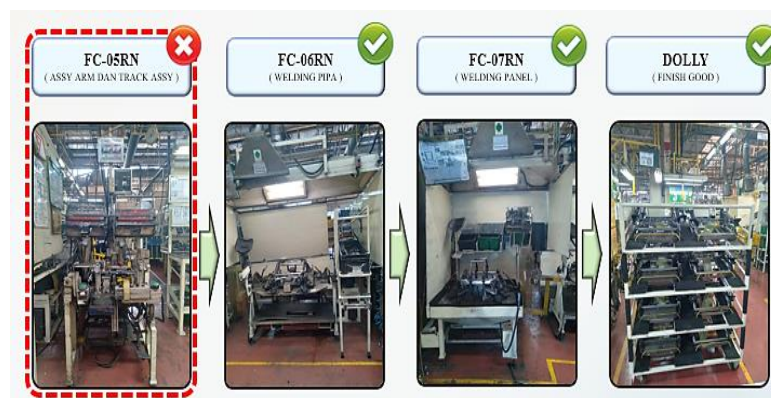 FC-05RN
( ASSY ARM DAN TRACK ASSY )
FC-06RN
( WELDING PIPA )
FC-07RN
( WELDING PANEL )
DOLLY
( FINISH GOOD )